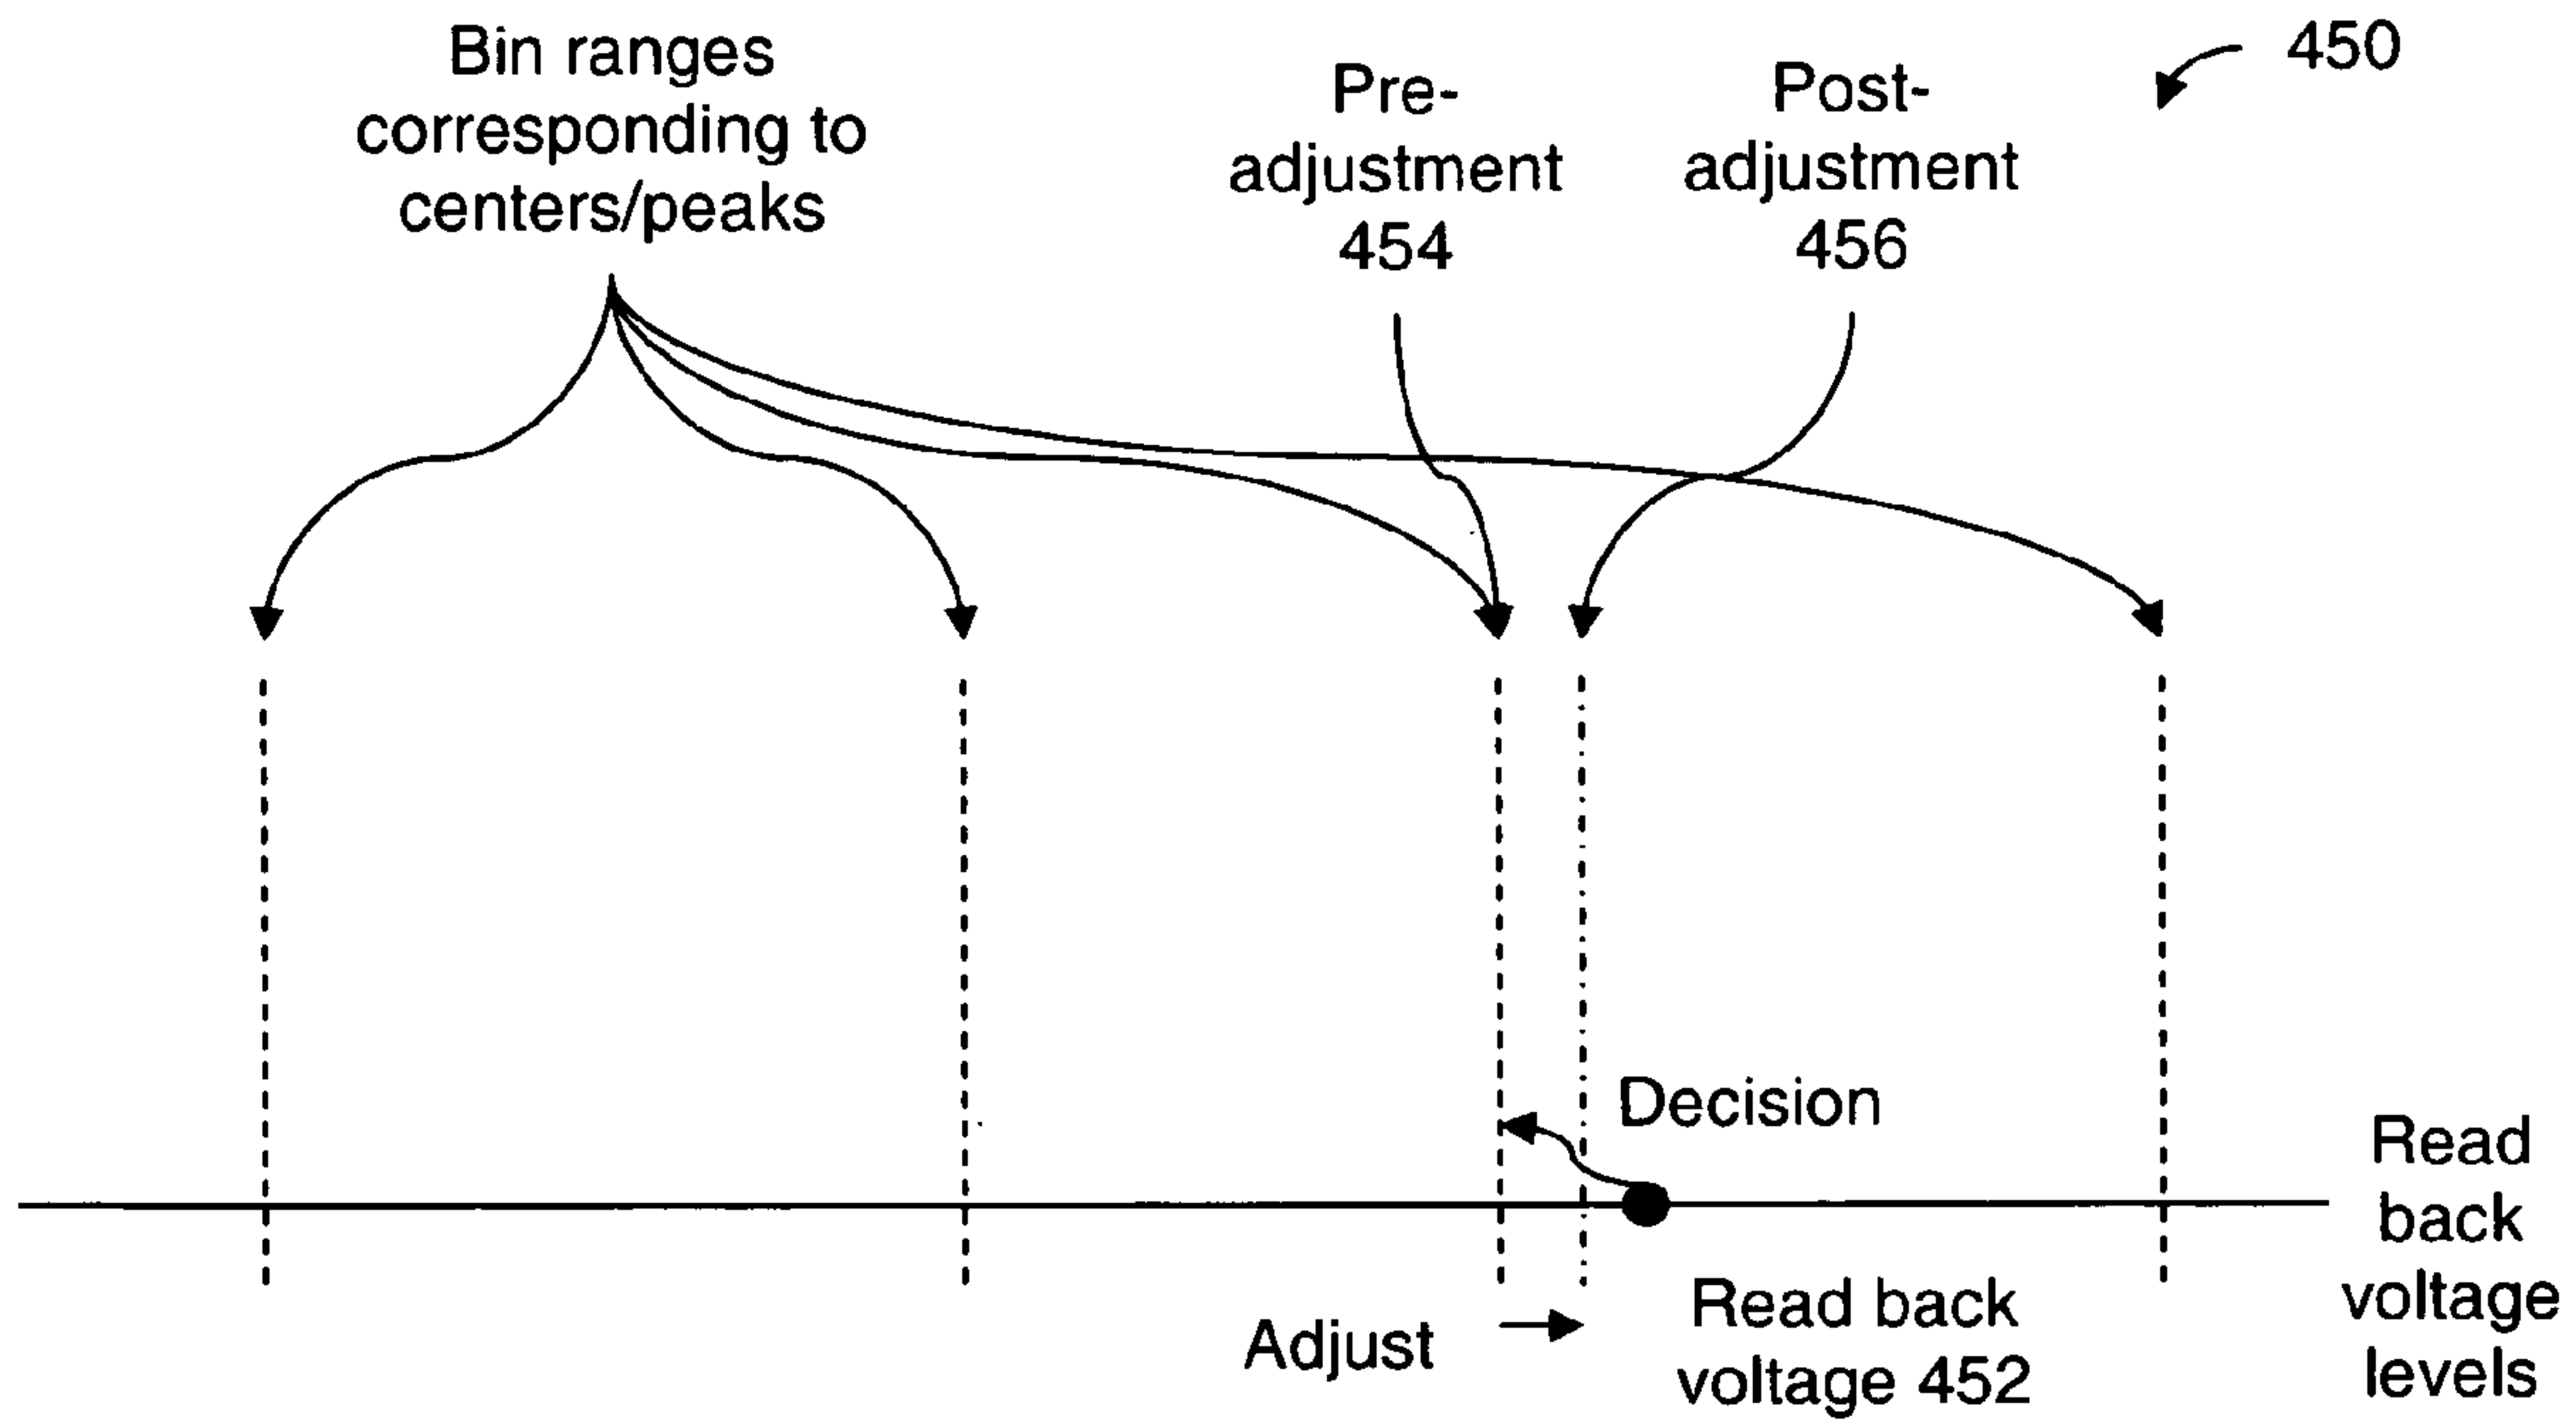 Bin ranges
corresponding to
centers/peaks
Pre-
adjustment
454
Post-
adjustment
456
450
Decision
Adjust
Read back
voltage 452
Read
back
voltage
levels